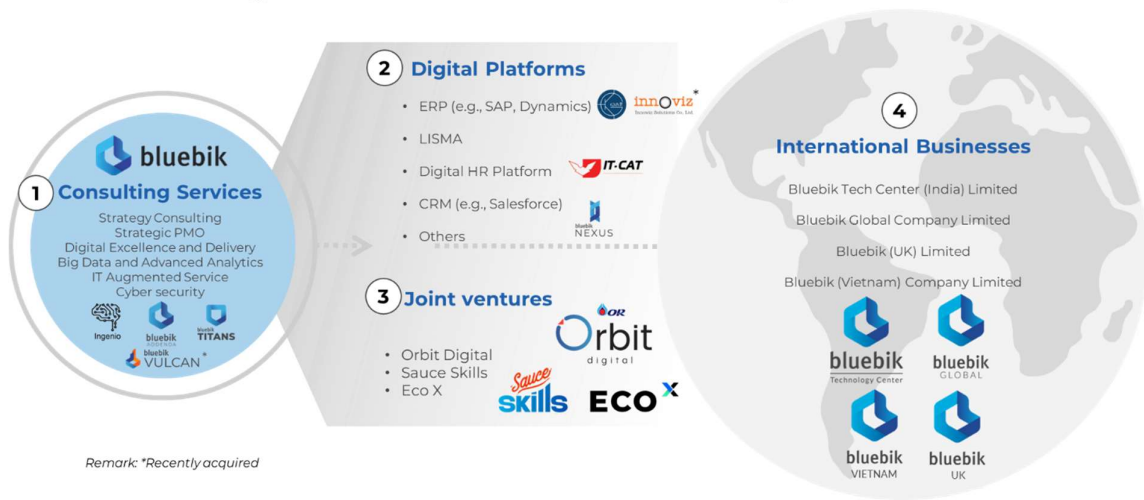 bluebik
1 Consulting Services
Strategy Consulting
Strategic PMO
Digital Excellence and Delivery
Big Data and Advanced Analytics
IT Augmented Service
Cyber security
Ingenio
bluebik
ADDENDA
bluebik
TITANS
bluebik
VULCAN *
2 Digital Platforms
• ERP (e.g., SAP, Dynamics)
innoviz *
• LISMA
• Digital HR Platform
IT-CAT
• CRM (e.g., Salesforce)
bluebik
NEXUS
• Others
3 Joint ventures
OR
Orbit
digital
• Orbit Digital
• Sauce Skills
• Eco X
Sauce
SKILLS
ECO X
4
International Businesses
Bluebik Tech Center (India) Limited
Bluebik Global Company Limited
Bluebik (UK) Limited
Bluebik (Vietnam) Company Limited
bluebik
Technology Center
bluebik
GLOBAL
bluebik
VIETNAM
bluebik
UK
Remark: *Recently acquired